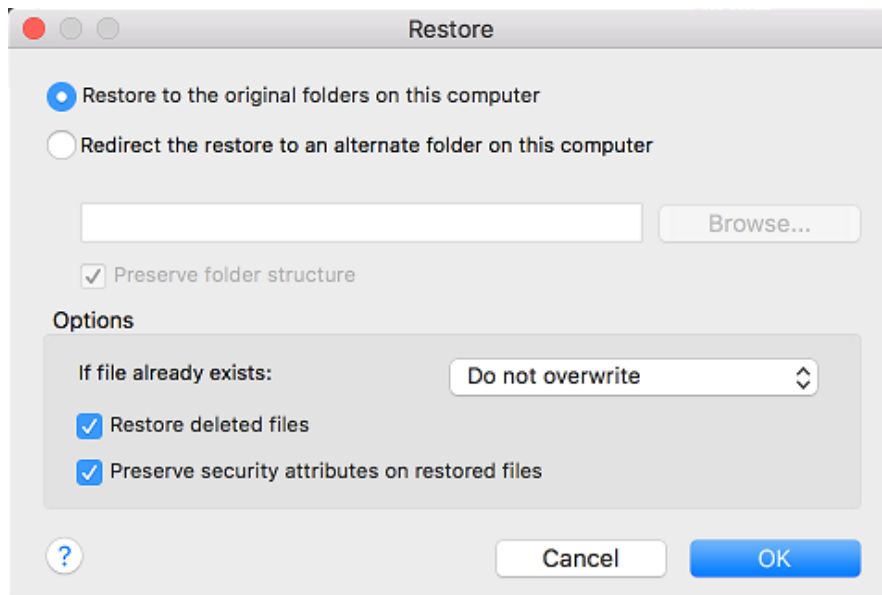 Restore
Restore to the original folders on this computer
Redirect the restore to an alternate folder on this computer
Browse...
Preserve folder structure
Options
If file already exists: Do not overwrite
Restore deleted files
Preserve security attributes on restored files
? Cancel OK